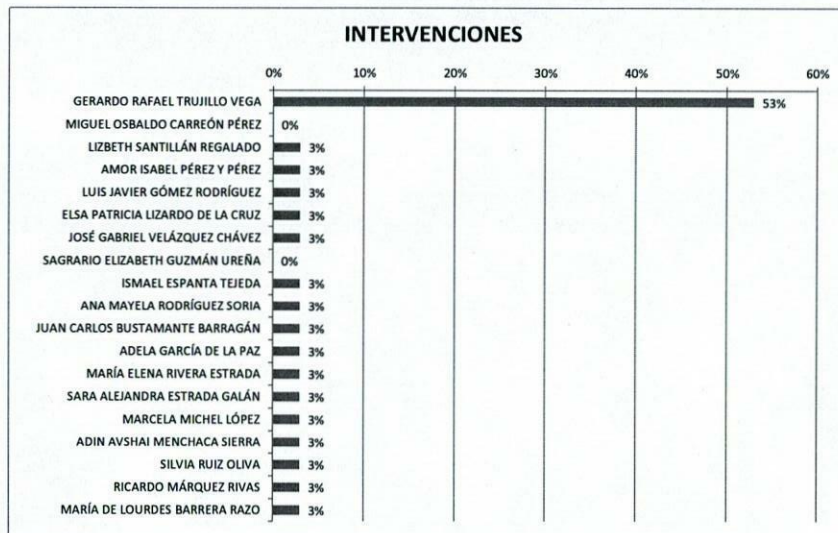 INTERVENCIONES
0% 10% 20% 30% 40% 50% 60%
GERARDO RAFAEL TRUJILLO VEGA 53%
MIGUEL OSBALDO CARREÓN PÉREZ 0%
LIZBETH SANTILLÁN REGALADO 3%
AMOR ISABEL PÉREZ Y PÉREZ 3%
LUIS JAVIER GÓMEZ RODRÍGUEZ 3%
ELSA PATRICIA LIZARDO DE LA CRUZ 3%
JOSÉ GABRIEL VELÁZQUEZ CHÁVEZ 3%
SAGRARIO ELIZABETH GUZMÁN UREÑA 0%
ISMAEL ESPANTA TEJEDA 3%
ANA MAYELA RODRÍGUEZ SORIA 3%
JUAN CARLOS BUSTAMANTE BARRAGÁN 3%
ADELA GARCÍA DE LA PAZ 3%
MARÍA ELENA RIVERA ESTRADA 3%
SARA ALEJANDRA ESTRADA GALÁN 3%
MARCELA MICHEL LÓPEZ 3%
ADIN AVSHAI MENCHACA SIERRA 3%
SILVIA RUIZ OLIVA 3%
RICARDO MÁRQUEZ RIVAS 3%
MARÍA DE LOURDES BARRERA RAZO 3%